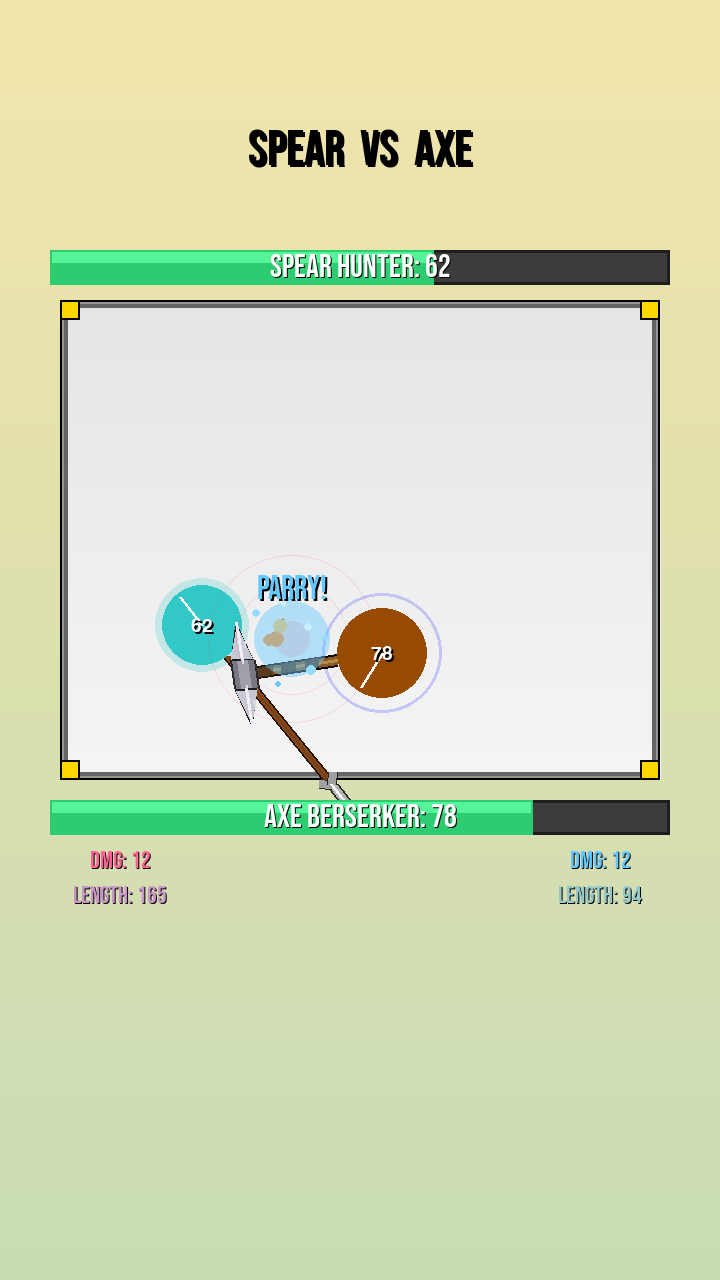 SPEAR VS AXE
SPEAR HUNTER: 62
PARRY!
62
78
AXE BERSERKER: 78
DMG: 12
DMG: 12
LENGTH: 165
LENGTH: 94